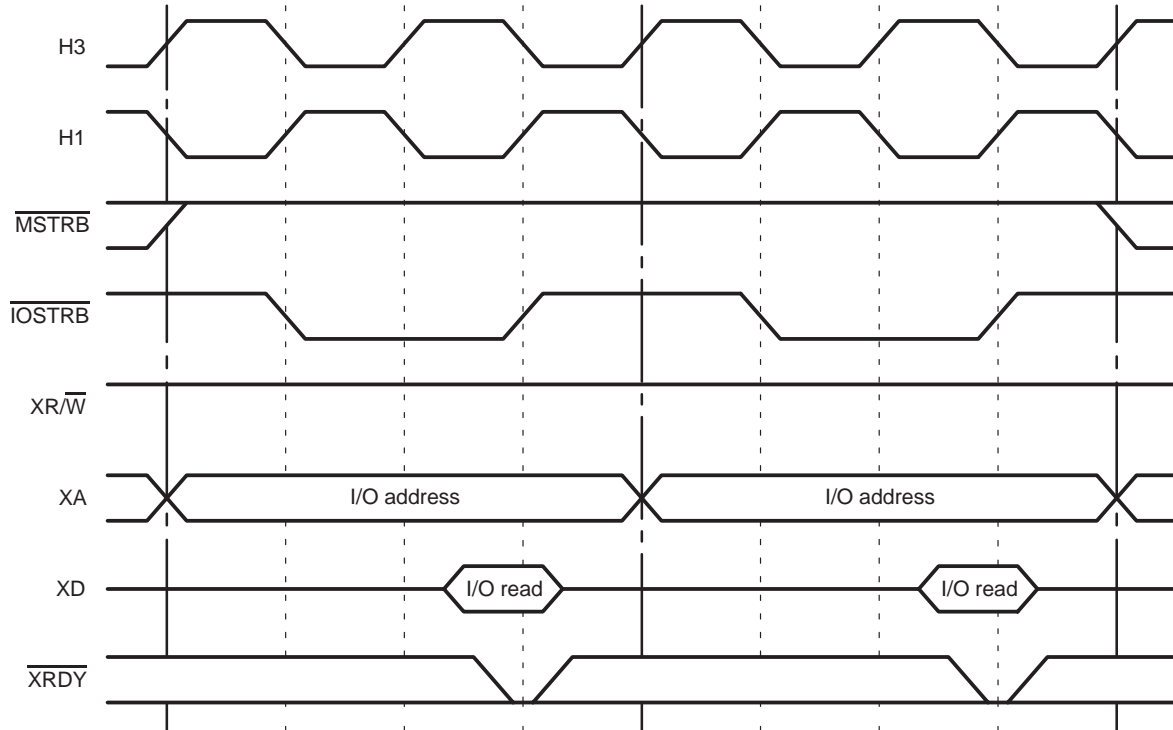 H3
H1
MSTRB
IOSTRB
XR/W
XA
I/O address
I/O address
XD
I/O read
I/O read
XRDY